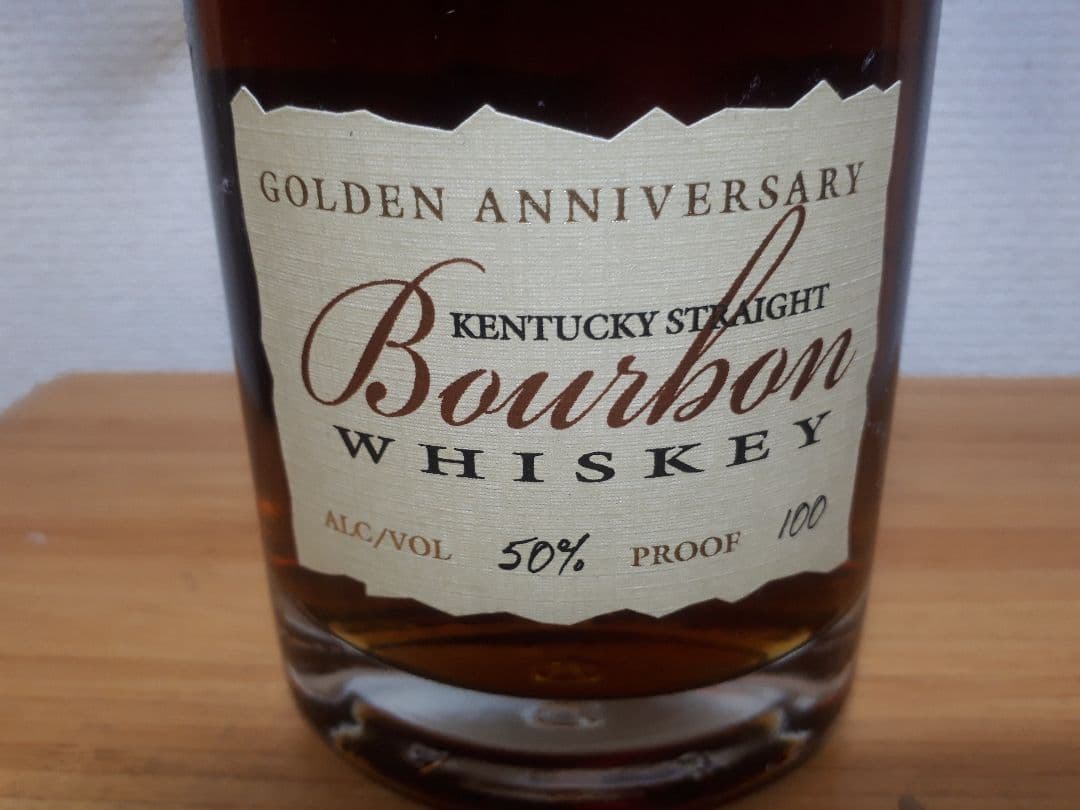 GOLDEN ANNIVERSARY
KENTUCKY STRAIGHT
Bourbon
WHISKEY
ALC/VOL 50% PROOF 100